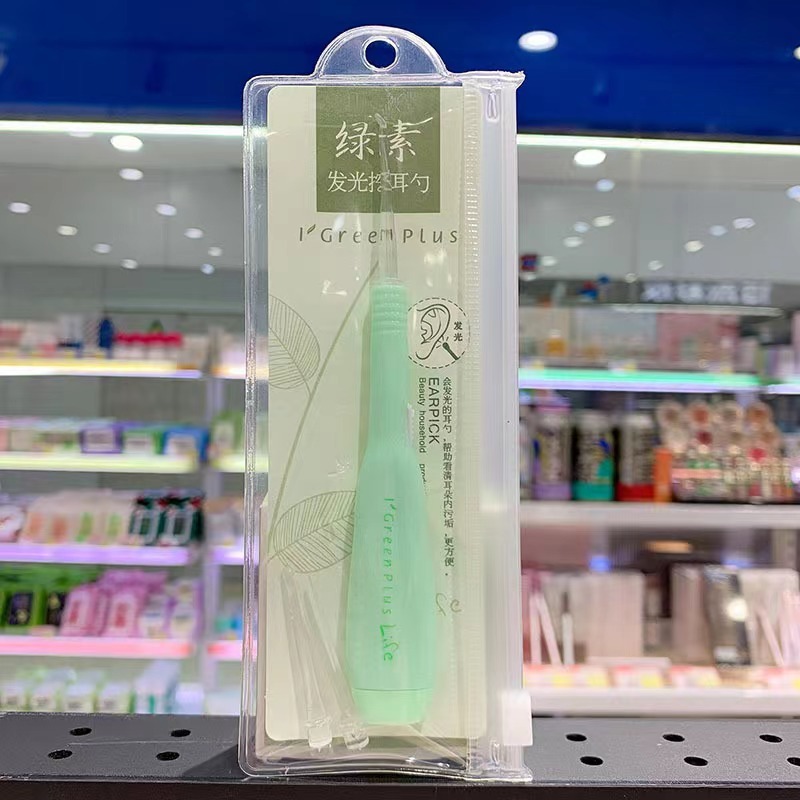 绿素
发光挖耳勺
I'Green Plus
发光
会发光的耳勺，帮助看清耳朵内污垢，更方便。
EARPICK
Beauty household
I'Green Plus Life